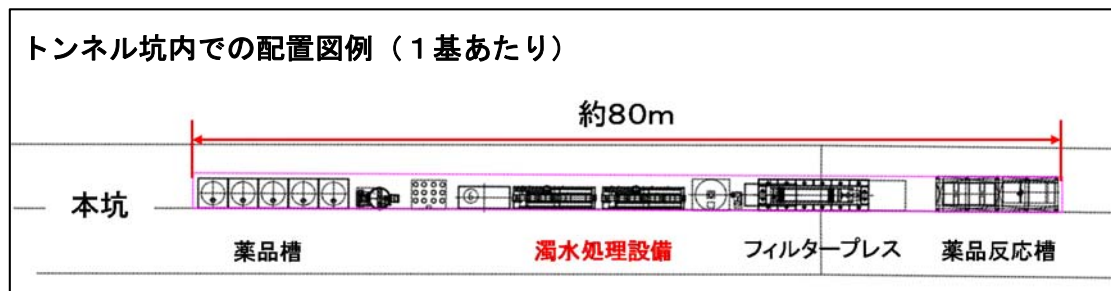 トンネル坑内での配置図例（１基あたり）
約80m
本坑
薬品槽
濁水処理設備
フィルタープレス
薬品反応槽